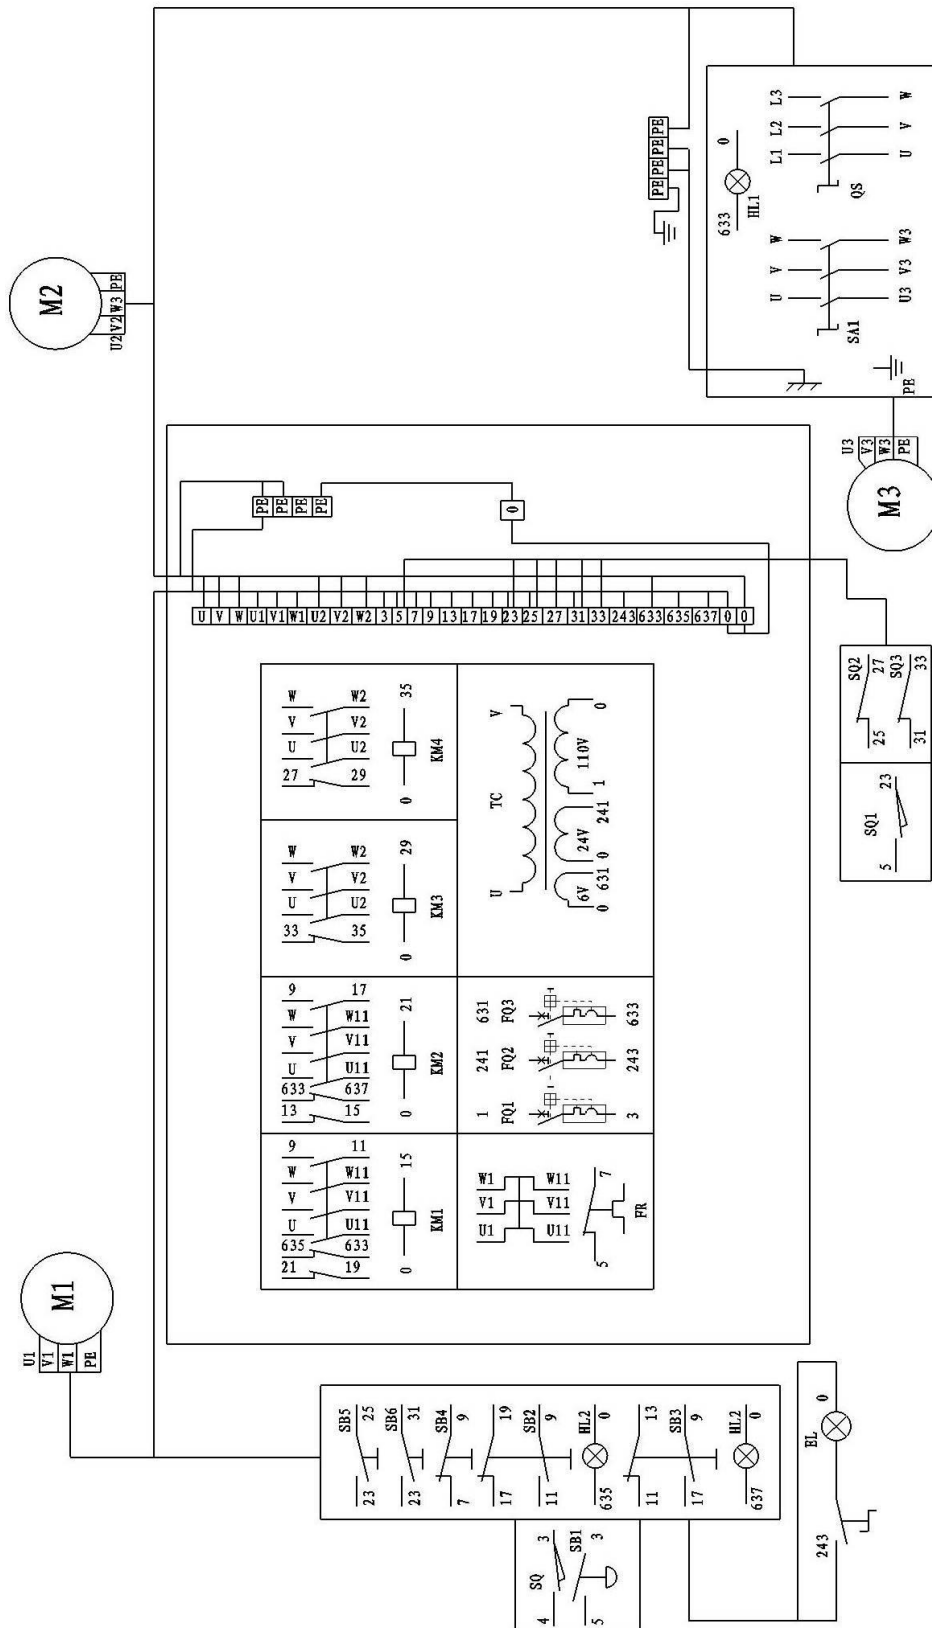 M1
U1
V1
W1
PE
M2
U2
V2
W3
PE
M3
U3
V3
W3
PE
PE
PE
PE
PE
HL1
633
0
L1
L2
L3
U
V
W
QS
U
V
W
U3
V3
W3
SA1
PE
PE
PE
PE
PE
0
U
V
W
U1
V1
W1
U2
V2
W2
3
5
7
9
13
17
19
23
25
27
31
33
243
633
635
637
0
0
21
635
U
V
W
9
19
633
U11
V11
W11
11
0
15
KM1
13
633
U
V
W
9
15
637
U11
V11
W11
17
0
21
KM2
33
U
V
W
35
U2
V2
W2
0
29
KM3
27
U
V
W
29
U2
V2
W2
0
35
KM4
U1
V1
W1
U11
V11
W11
5
7
FR
1
241
631
FQ1
FQ2
FQ3
3
243
633
U
TC
V
6V
24V
110V
0
631
0
241
1
0
SQ1
5
23
SQ2
25
27
SQ3
31
33
SB5
23
25
SB6
23
31
SB4
7
9
17
19
SB2
11
9
HL2
635
0
11
13
SB3
17
9
HL2
637
0
SQ
4
3
SB1
5
3
EL
243
0